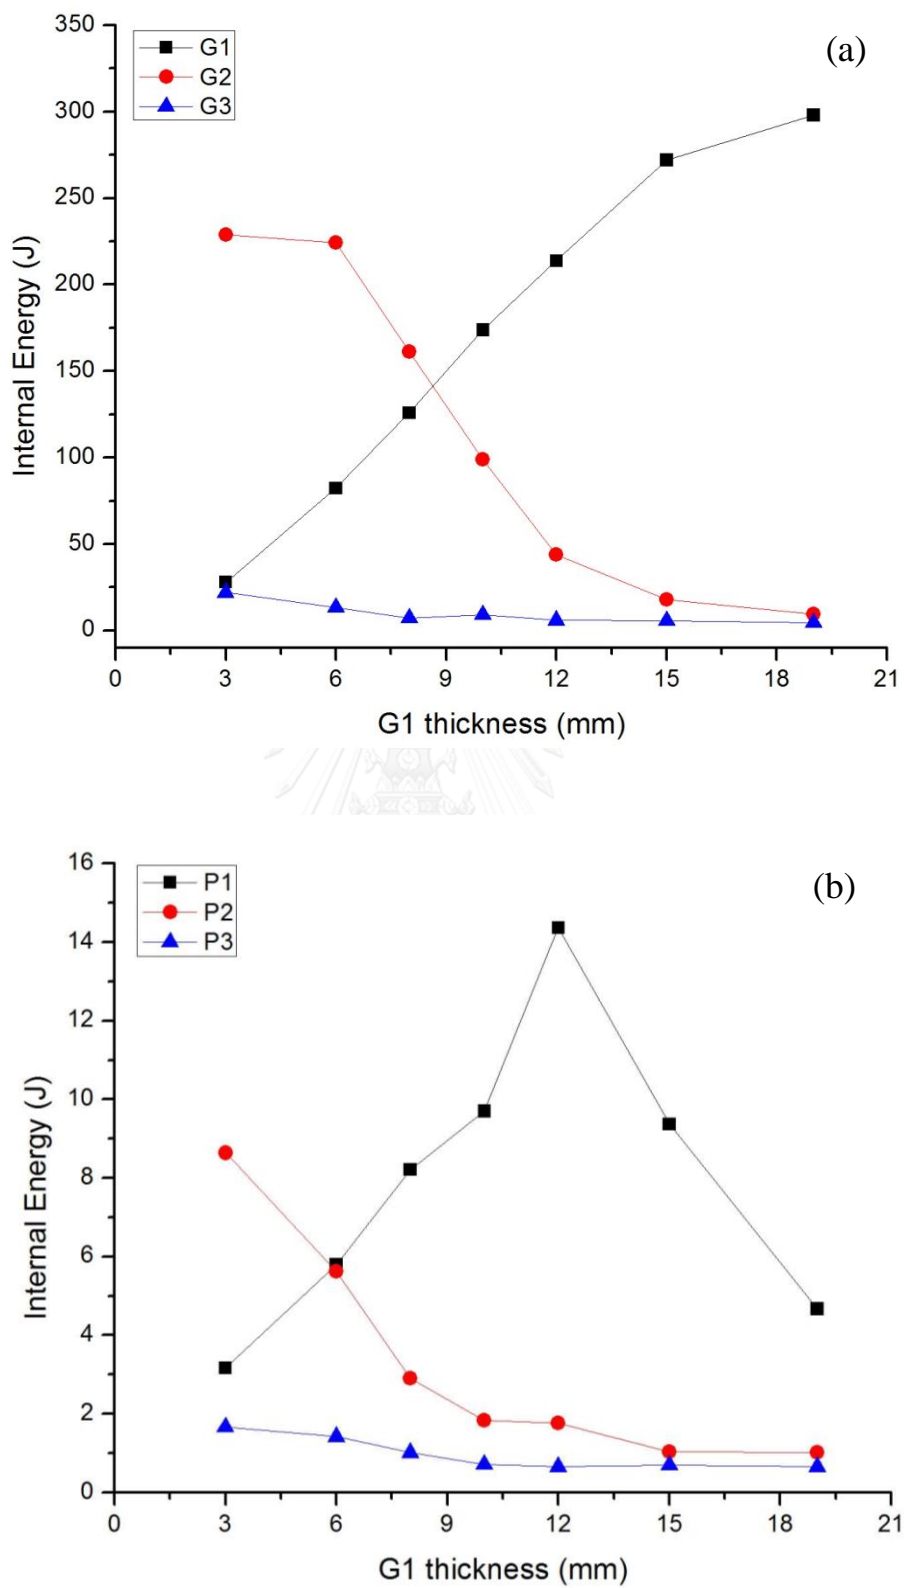 350
300
250
200
150
100
50
0
Internal Energy (J)
G1
G2
G3
(a)
0 3 6 9 12 15 18 21
G1 thickness (mm)
16
14
12
10
8
6
4
2
0
Internal Energy (J)
P1
P2
P3
(b)
0 3 6 9 12 15 18 21
G1 thickness (mm)